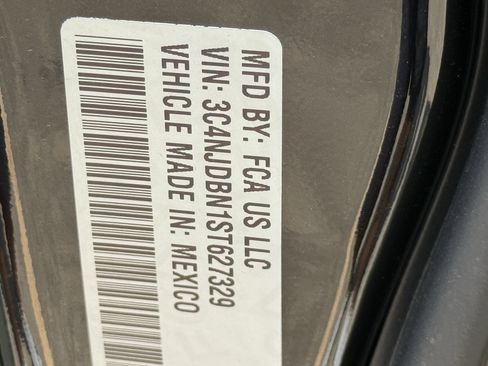 MFD BY: FCA US LLC
VIN: 3C4NJDBN1ST627329
VEHICLE MADE IN: MEXICO